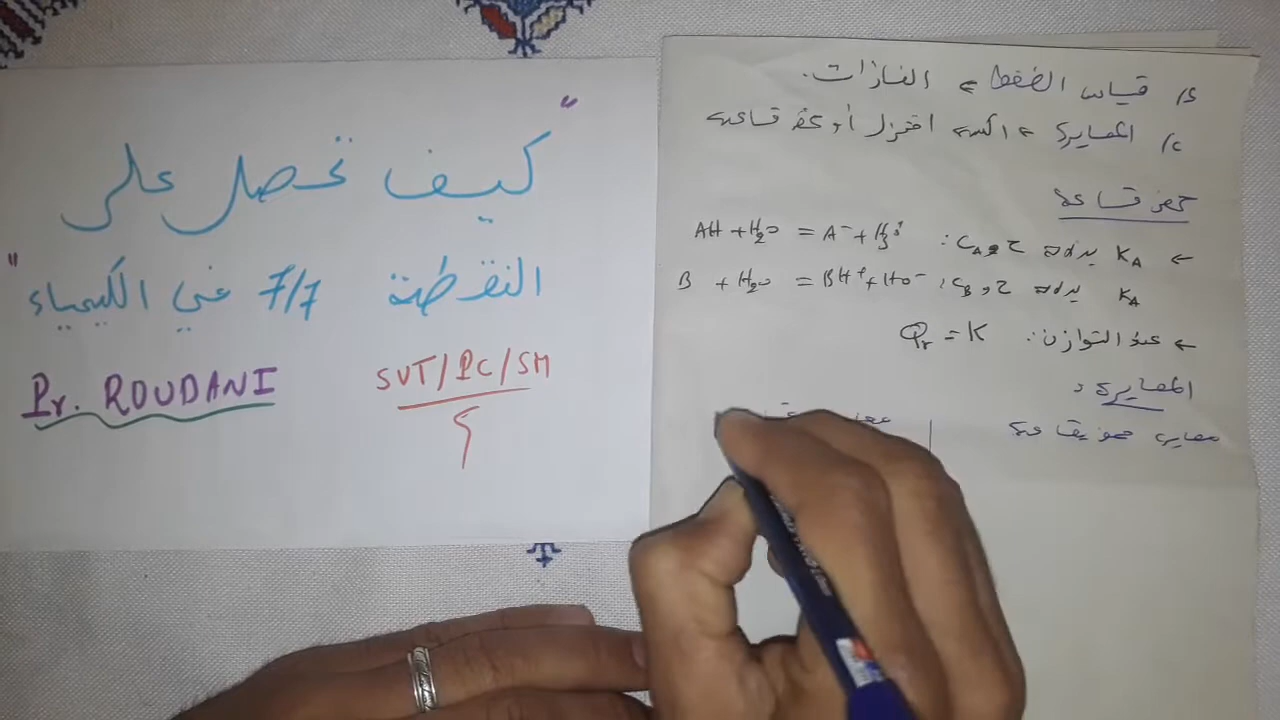 " كيف تحصل على
النقطة 7/7 في الكيمياء "
SVT/PC/SM
؟
Pr. ROUDANI
قياس الضغط ← الغازات.
المعايرة ← أكسدة اختزال أو حمض قاعدة
حمض قاعدة
← KA بدلالة τ و CA : AH + H2O = A- + H3O+
KA بدلالة τ و CB : B + H2O = BH+ + HO-
← عند التوازن: Qr = K
المعايرة :
معايرة حمض قاعدة